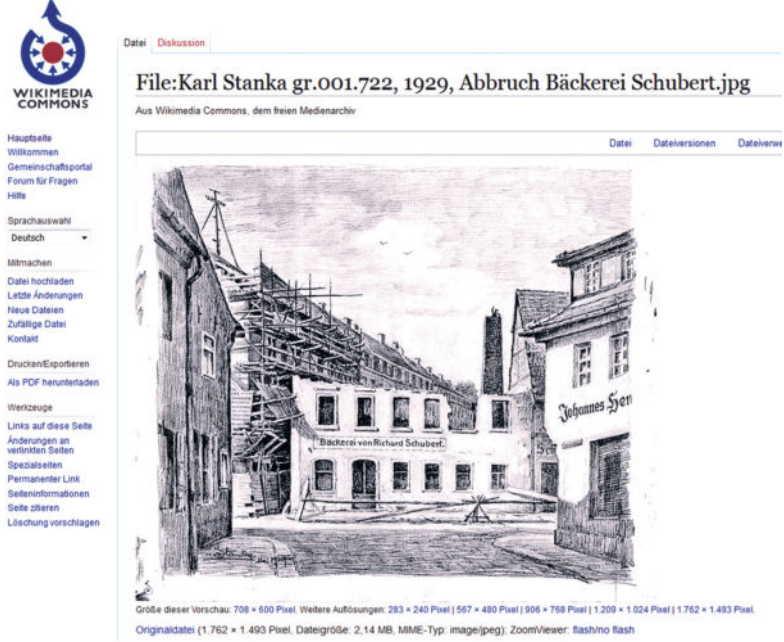 WIKIMEDIA
COMMONS
Hauptseite
Willkommen
Gemeinschaftsportal
Forum für Fragen
Hilfe
Sprachauswahl
Deutsch
Mitmachen
Datei hochladen
Letzte Änderungen
Neue Dateien
Zufällige Datei
Kontakt
Drucken/Exportieren
Als PDF herunterladen
Werkzeuge
Links auf diese Seite
Änderungen an
verlinkten Seiten
Spezialseiten
Permanenter Link
Seiteninformationen
Seite zitieren
Löschung vorschlagen
Datei Diskussion
File:Karl Stanka gr.001.722, 1929, Abbruch Bäckerei Schubert.jpg
Aus Wikimedia Commons, dem freien Medienarchiv
Datei Dateiversionen Dateiverwe
Bäckerei von Richard Schubert.
Sch
Johannes Hen
Größe dieser Vorschau: 708 × 600 Pixel. Weitere Auflösungen: 283 × 240 Pixel | 567 × 480 Pixel | 906 × 768 Pixel | 1.209 × 1.024 Pixel | 1.762 × 1.493 Pixel.
Originaldatei (1.762 × 1.493 Pixel, Dateigröße: 2,14 MB, MIME-Typ: image/jpeg); ZoomViewer: flash/no flash